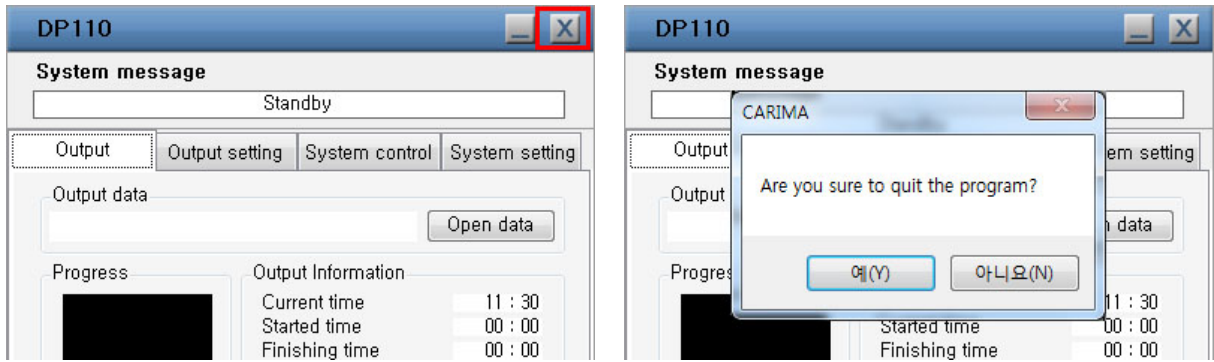 DP110
System message
Standby
Output Output setting System control System setting
Output data
Open data
Progress
Output Information
Current time 11 : 30
Started time 00 : 00
Finishing time 00 : 00
DP110
System message
CARIMA
Standby
Are you sure to quit the program?
예(Y) 아니요(N)
Output em setting
Output
data
Progres
11 : 30
Started time 00 : 00
Finishing time 00 : 00